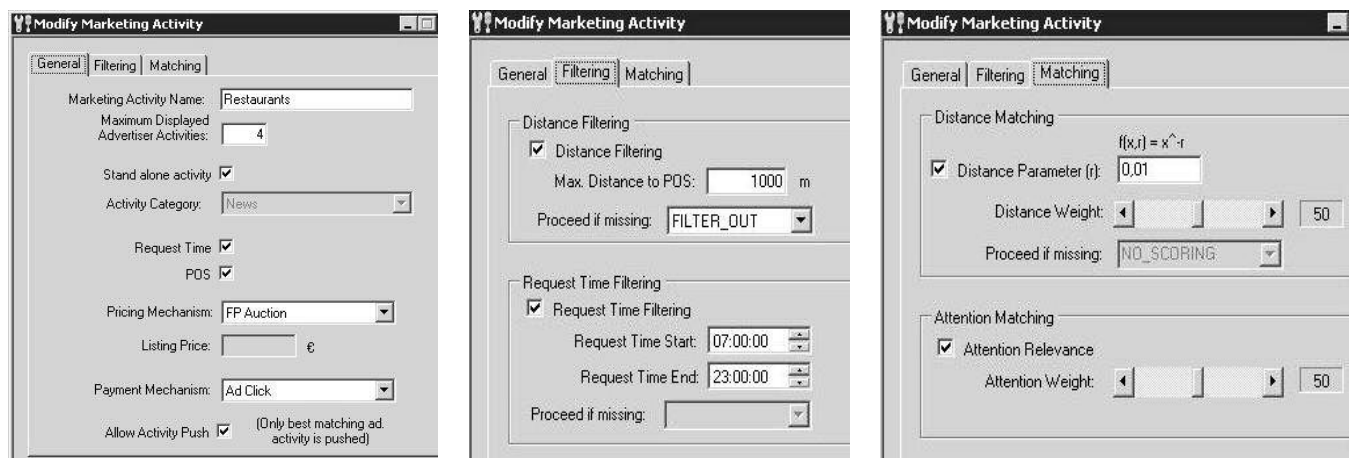 Modify Marketing Activity
General Filtering Matching
Marketing Activity Name: Restaurants
Maximum Displayed
Advertiser Activities: 4
Stand alone activity
Activity Category: News
Request Time
POS
Pricing Mechanism: FP Auction
Listing Price: €
Payment Mechanism: Ad Click
Allow Activity Push (Only best matching ad.
activity is pushed)
Modify Marketing Activity
General Filtering Matching
Distance Filtering
Distance Filtering
Max. Distance to POS: 1000 m
Proceed if missing: FILTER_OUT
Request Time Filtering
Request Time Filtering
Request Time Start: 07:00:00
Request Time End: 23:00:00
Proceed if missing:
Modify Marketing Activity
General Filtering Matching
Distance Matching
f(x,r) = x^-r
Distance Parameter (r): 0,01
Distance Weight: 50
Proceed if missing: NO_SCORING
Attention Matching
Attention Relevance
Attention Weight: 50